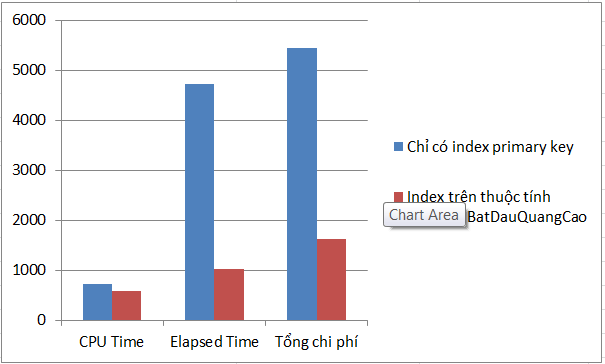 6000
5000
4000
3000
2000
1000
0
CPU Time
Elapsed Time
Tổng chi phí
Chỉ có index primary key
Index trên thuộc tính
BatDauQuangCao
Chart Area